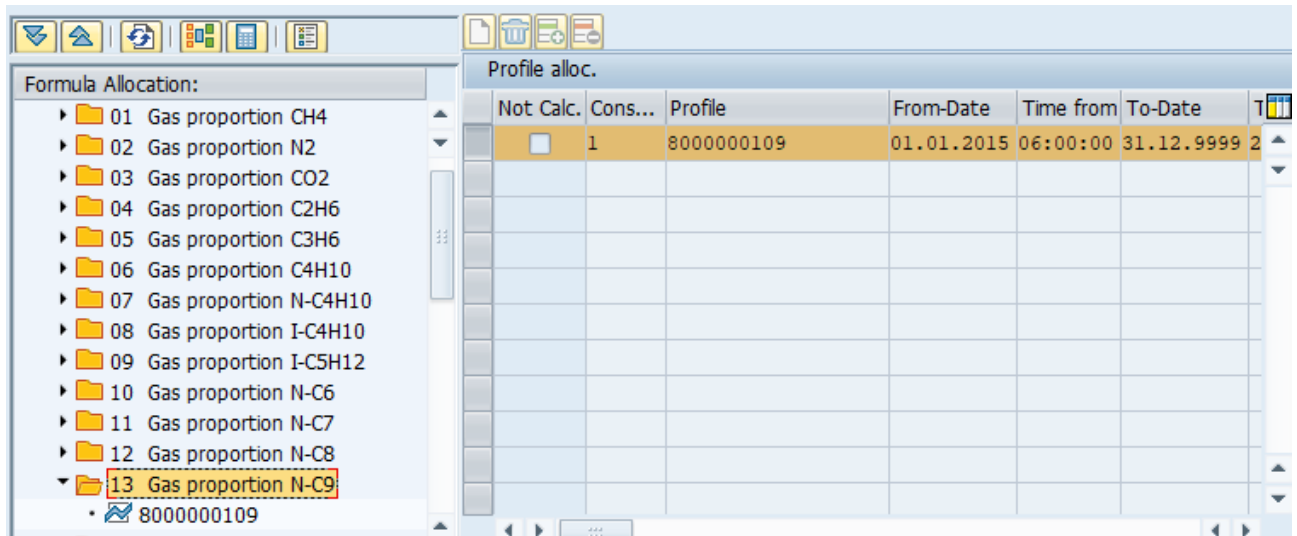 Formula Allocation:
01 Gas proportion CH4
02 Gas proportion N2
03 Gas proportion CO2
04 Gas proportion C2H6
05 Gas proportion C3H6
06 Gas proportion C4H10
07 Gas proportion N-C4H10
08 Gas proportion I-C4H10
09 Gas proportion I-C5H12
10 Gas proportion N-C6
11 Gas proportion N-C7
12 Gas proportion N-C8
13 Gas proportion N-C9
8000000109
Profile alloc.
Not Calc. Cons... Profile From-Date Time from To-Date T
1 8000000109 01.01.2015 06:00:00 31.12.9999 2